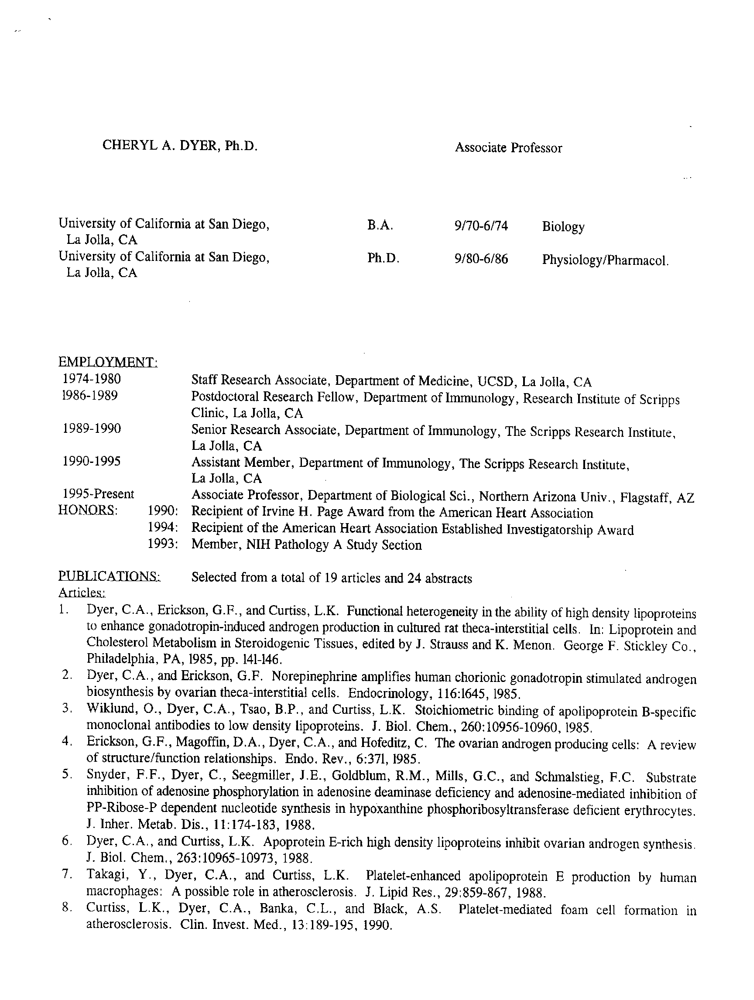 CHERYL A. DYER, Ph.D. Associate Professor
University of California at San Diego, B.A. 9/70-6/74 Biology
La Jolla, CA
University of California at San Diego, Ph.D. 9/80-6/86 Physiology/Pharmacol.
La Jolla, CA
EMPLOYMENT:
1974-1980 Staff Research Associate, Department of Medicine, UCSD, La Jolla, CA
1986-1989 Postdoctoral Research Fellow, Department of Immunology, Research Institute of Scripps
Clinic, La Jolla, CA
1989-1990 Senior Research Associate, Department of Immunology, The Scripps Research Institute,
La Jolla, CA
1990-1995 Assistant Member, Department of Immunology, The Scripps Research Institute,
La Jolla, CA
1995-Present Associate Professor, Department of Biological Sci., Northern Arizona Univ., Flagstaff, AZ
HONORS: 1990: Recipient of Irvine H. Page Award from the American Heart Association
1994: Recipient of the American Heart Association Established Investigatorship Award
1993: Member, NIH Pathology A Study Section
PUBLICATIONS: Selected from a total of 19 articles and 24 abstracts
Articles:
1. Dyer, C.A., Erickson, G.F., and Curtiss, L.K. Functional heterogeneity in the ability of high density lipoproteins
to enhance gonadotropin-induced androgen production in cultured rat theca-interstitial cells. In: Lipoprotein and
Cholesterol Metabolism in Steroidogenic Tissues, edited by J. Strauss and K. Menon. George F. Stickley Co.,
Philadelphia, PA, 1985, pp. 141-146.
2. Dyer, C.A., and Erickson, G.F. Norepinephrine amplifies human chorionic gonadotropin stimulated androgen
biosynthesis by ovarian theca-interstitial cells. Endocrinology, 116:1645, 1985.
3. Wiklund, O., Dyer, C.A., Tsao, B.P., and Curtiss, L.K. Stoichiometric binding of apolipoprotein B-specific
monoclonal antibodies to low density lipoproteins. J. Biol. Chem., 260:10956-10960, 1985.
4. Erickson, G.F., Magoffin, D.A., Dyer, C.A., and Hofeditz, C. The ovarian androgen producing cells: A review
of structure/function relationships. Endo. Rev., 6:371, 1985.
5. Snyder, F.F., Dyer, C., Seegmiller, J.E., Goldblum, R.M., Mills, G.C., and Schmalstieg, F.C. Substrate
inhibition of adenosine phosphorylation in adenosine deaminase deficiency and adenosine-mediated inhibition of
PP-Ribose-P dependent nucleotide synthesis in hypoxanthine phosphoribosyltransferase deficient erythrocytes.
J. Inher. Metab. Dis., 11:174-183, 1988.
6. Dyer, C.A., and Curtiss, L.K. Apoprotein E-rich high density lipoproteins inhibit ovarian androgen synthesis.
J. Biol. Chem., 263:10965-10973, 1988.
7. Takagi, Y., Dyer, C.A., and Curtiss, L.K. Platelet-enhanced apolipoprotein E production by human
macrophages: A possible role in atherosclerosis. J. Lipid Res., 29:859-867, 1988.
8. Curtiss, L.K., Dyer, C.A., Banka, C.L., and Black, A.S. Platelet-mediated foam cell formation in
atherosclerosis. Clin. Invest. Med., 13:189-195, 1990.